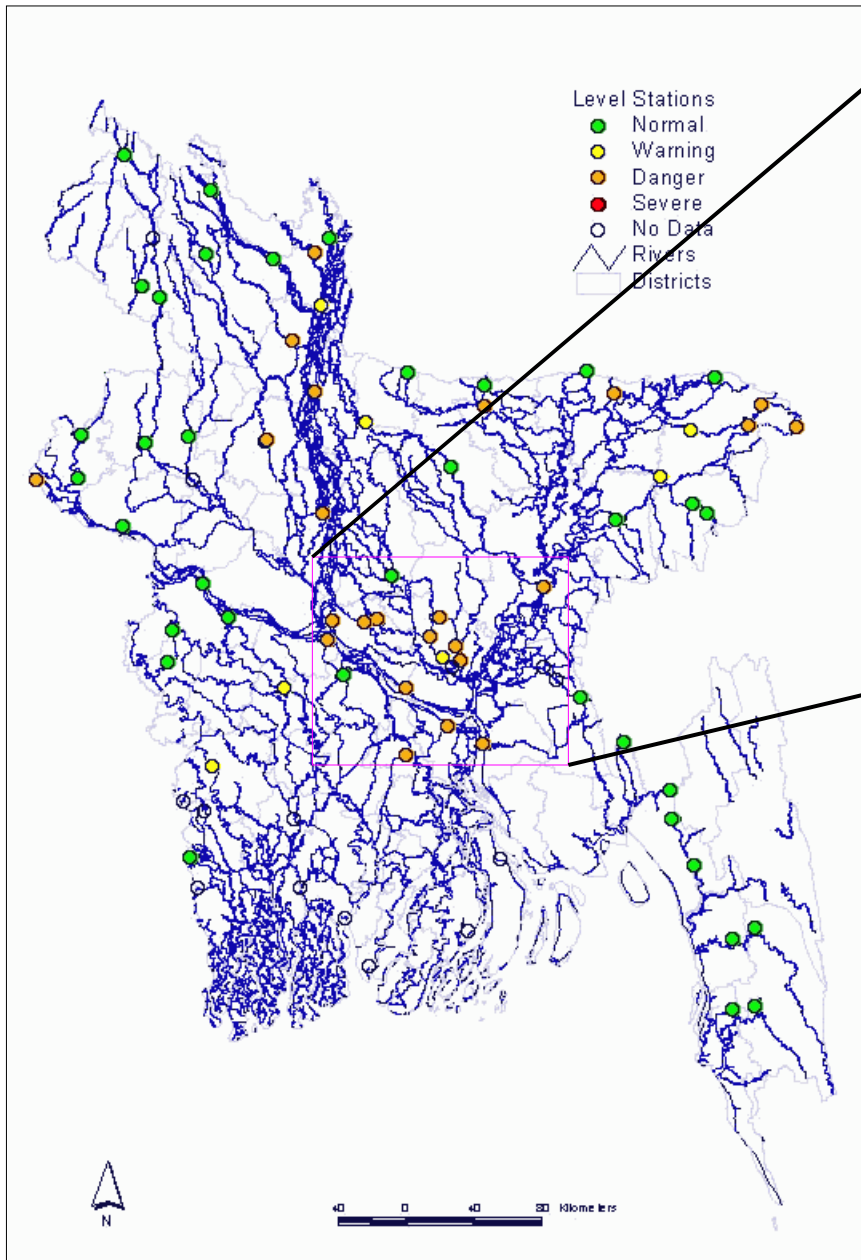 Level Stations
Normal
Warning
Danger
Severe
No Data
Rivers
Districts
N
40 0 40 80 Kilometers